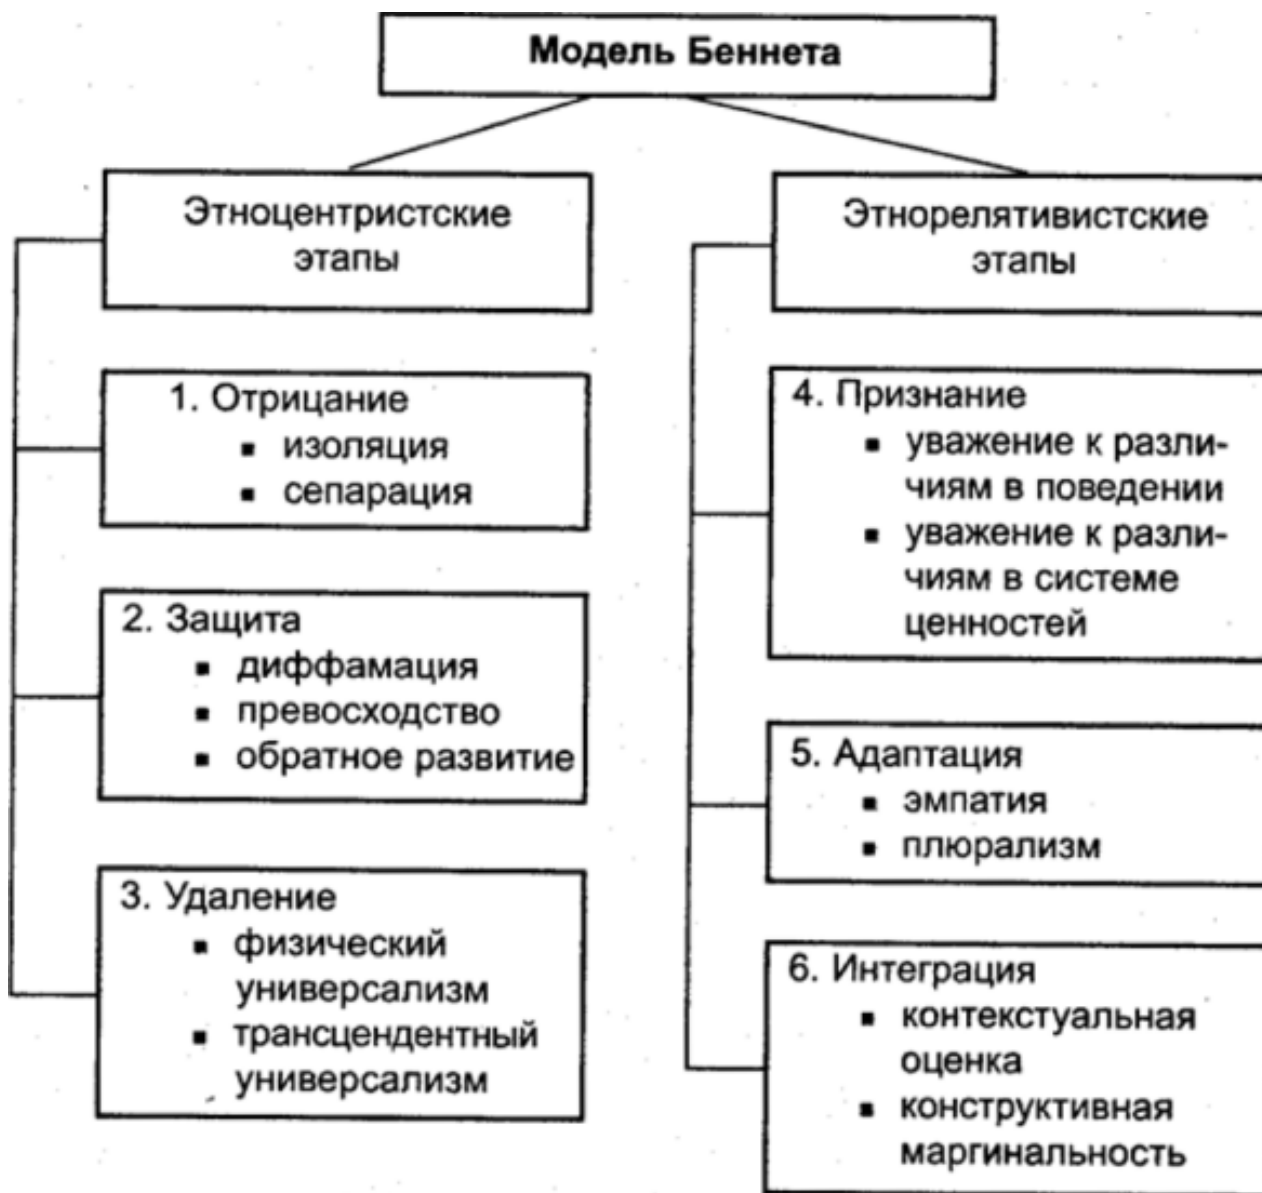 Модель Беннета
Этноцентристские
этапы
1. Отрицание
▪ изоляция
▪ сепарация
2. Защита
▪ диффамация
▪ превосходство
▪ обратное развитие
3. Удаление
▪ физический
универсализм
▪ трансцендентный
универсализм
Этнорелятивистские
этапы
4. Признание
▪ уважение к разли-
чиям в поведении
▪ уважение к разли-
чиям в системе
ценностей
5. Адаптация
▪ эмпатия
▪ плюрализм
6. Интеграция
▪ контекстуальная
оценка
▪ конструктивная
маргинальность